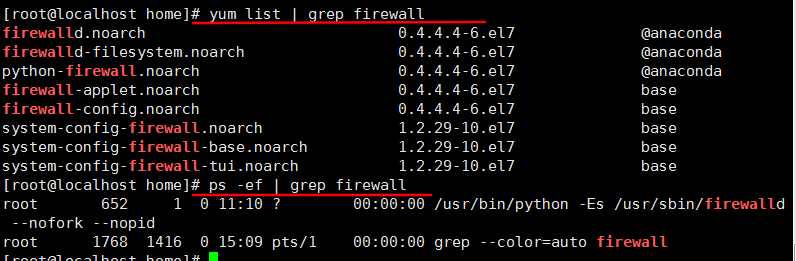 [root@localhost home]# yum list | grep firewall
firewalld.noarch 0.4.4.4-6.el7 @anaconda
firewalld-filesystem.noarch 0.4.4.4-6.el7 @anaconda
python-firewall.noarch 0.4.4.4-6.el7 @anaconda
firewall-applet.noarch 0.4.4.4-6.el7 base
firewall-config.noarch 0.4.4.4-6.el7 base
system-config-firewall.noarch 1.2.29-10.el7 base
system-config-firewall-base.noarch 1.2.29-10.el7 base
system-config-firewall-tui.noarch 1.2.29-10.el7 base
[root@localhost home]# ps -ef | grep firewall
root 652 1 0 11:10 ? 00:00:00 /usr/bin/python -Es /usr/sbin/firewalld
--nofork --nopid
root 1768 1416 0 15:09 pts/1 00:00:00 grep --color=auto firewall
[root@localhost home]#